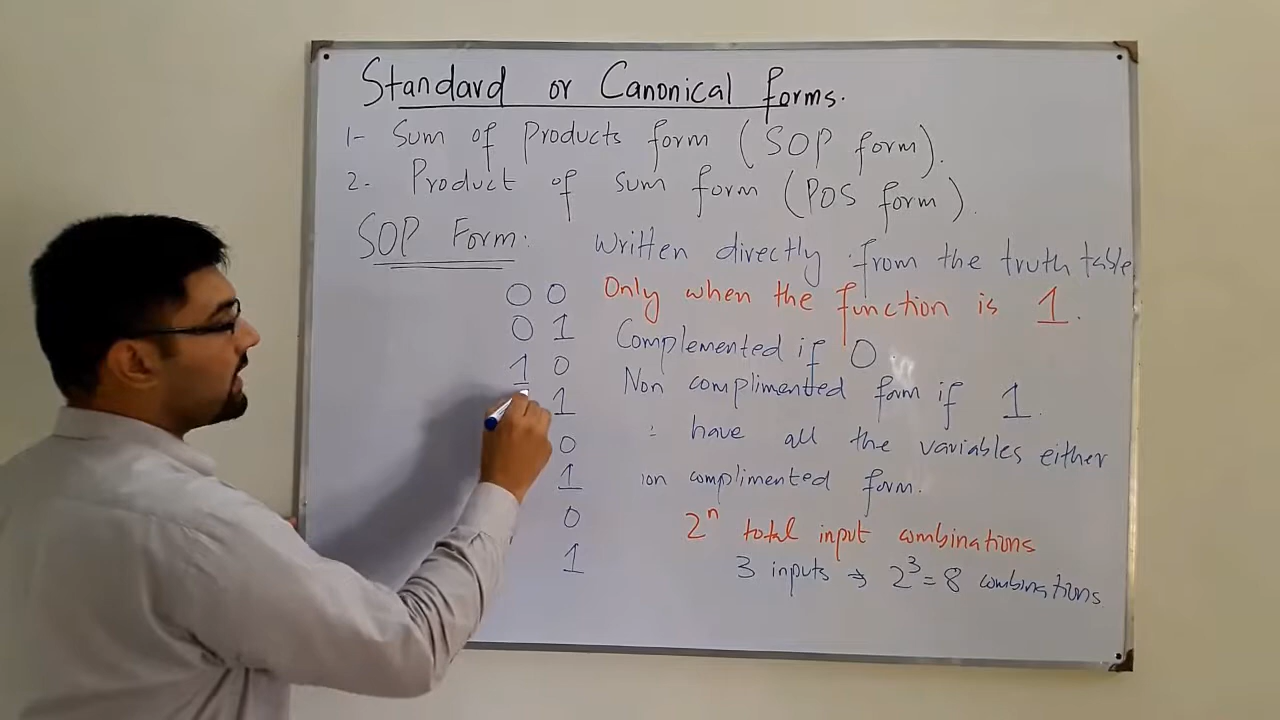 Standard or Canonical forms.
1- Sum of Products form (SOP form).
2. Product of sum form (POS form).
SOP Form: written directly from the truth table
0 0 Only when the function is 1.
0 1 Complemented if 0.
1 0 Non complimented form if 1.
1 have all the variables either
0
1 ion complimented form.
0 2ⁿ total input combinations
1 3 inputs ⇒ 2³ = 8 combinations